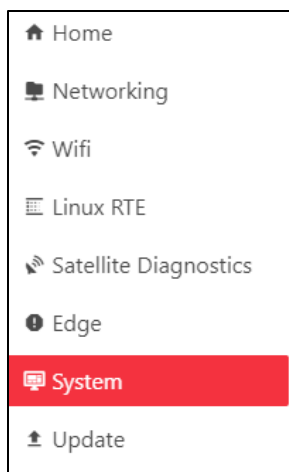 Home
Networking
Wifi
Linux RTE
Satellite Diagnostics
Edge
System
Update